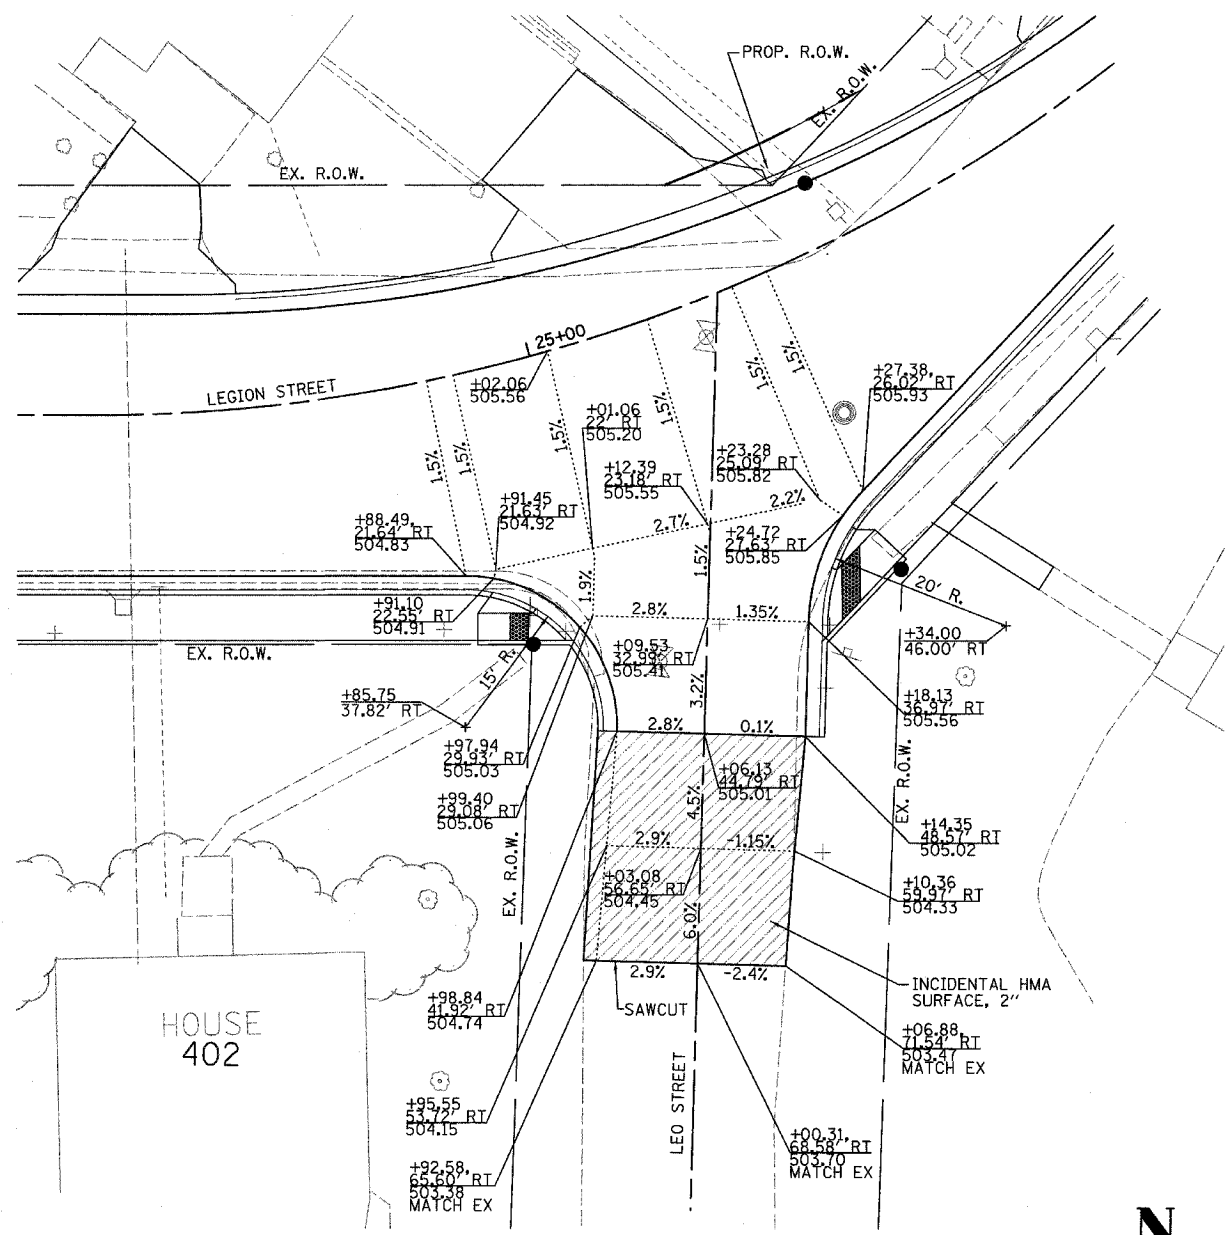 PROP. R.O.W.
EX. R.O.W.
EX. R.O.W.
25+00
LEGION STREET
+02.06
505.56
1.5%
1.5%
1.5%
1.5%
1.5%
1.5%
+27.38,
26.02' RT
505.93
+01.06
22' RT
505.20
+12.39
23.18' RT
505.55
+23.28
25.09' RT
505.82
+91.45
21.63' RT
504.92
+88.49,
21.64' RT
504.83
2.7%
2.2%
+24.72
27.63' RT
505.85
1.5%
1.9%
20' R.
+91.10
22.55' RT
504.91
2.8%
1.35%
+34.00
46.00' RT
EX. R.O.W.
+09.53
32.99' RT
505.41
15' R.
3.2%
+85.75
37.82' RT
+18.13
36.97' RT
505.56
2.8%
0.1%
+97.94
29.93' RT
505.03
+06.13
44.79' RT
505.01
EX. R.O.W.
4.5%
+99.40
29.08' RT
505.06
+14.35
48.57' RT
505.02
2.9%
-1.15%
EX. R.O.W.
+03.08
56.65' RT
504.45
+10.36
59.97' RT
504.33
6.0%
2.9%
-2.4%
INCIDENTAL HMA
SURFACE, 2"
SAWCUT
+98.84
41.92' RT
504.74
HOUSE
402
+06.88,
71.54' RT
503.47
MATCH EX
LEO STREET
+95.55
53.72' RT
504.15
+00.31,
68.58' RT
503.70
MATCH EX
+92.58,
65.60' RT
503.38
MATCH EX
N